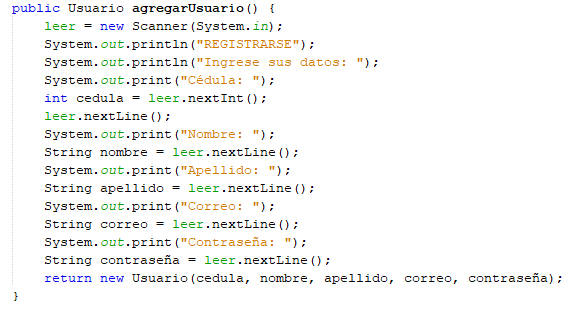 public Usuario agregarUsuario() {
leer = new Scanner(System.in);
System.out.println("REGISTRARSE");
System.out.println("Ingrese sus datos: ");
System.out.print("Cédula: ");
int cedula = leer.nextInt();
leer.nextLine();
System.out.print("Nombre: ");
String nombre = leer.nextLine();
System.out.print("Apellido: ");
String apellido = leer.nextLine();
System.out.print("Correo: ");
String correo = leer.nextLine();
System.out.print("Contraseña: ");
String contraseña = leer.nextLine();
return new Usuario(cedula, nombre, apellido, correo, contraseña);
}